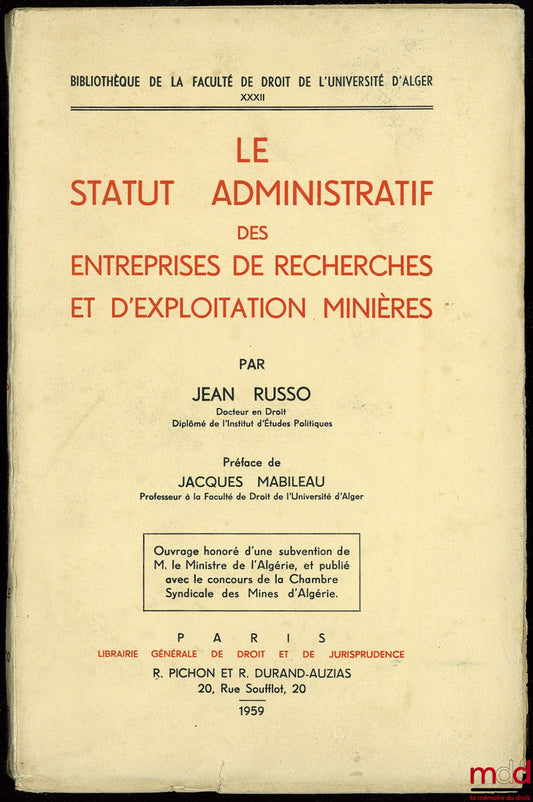 BIBLIOTHÈQUE DE LA FACULTÉ DE DROIT DE L'UNIVERSITÉ D'ALGER
XXXII
LE
STATUT ADMINISTRATIF
DES
ENTREPRISES DE RECHERCHES
ET D'EXPLOITATION MINIÈRES
PAR
JEAN RUSSO
Docteur en Droit
Diplômé de l'Institut d'Études Politiques
Préface de
JACQUES MABILEAU
Professeur à la Faculté de Droit de l'Université d'Alger
Ouvrage honoré d'une subvention de
M. le Ministre de l'Algérie, et publié
avec le concours de la Chambre
Syndicale des Mines d'Algérie.
PARIS
LIBRAIRIE GÉNÉRALE DE DROIT ET DE JURISPRUDENCE
R. PICHON ET R. DURAND-AUZIAS
20, Rue Soufflot, 20
1959
mdd
la mémoire du droit